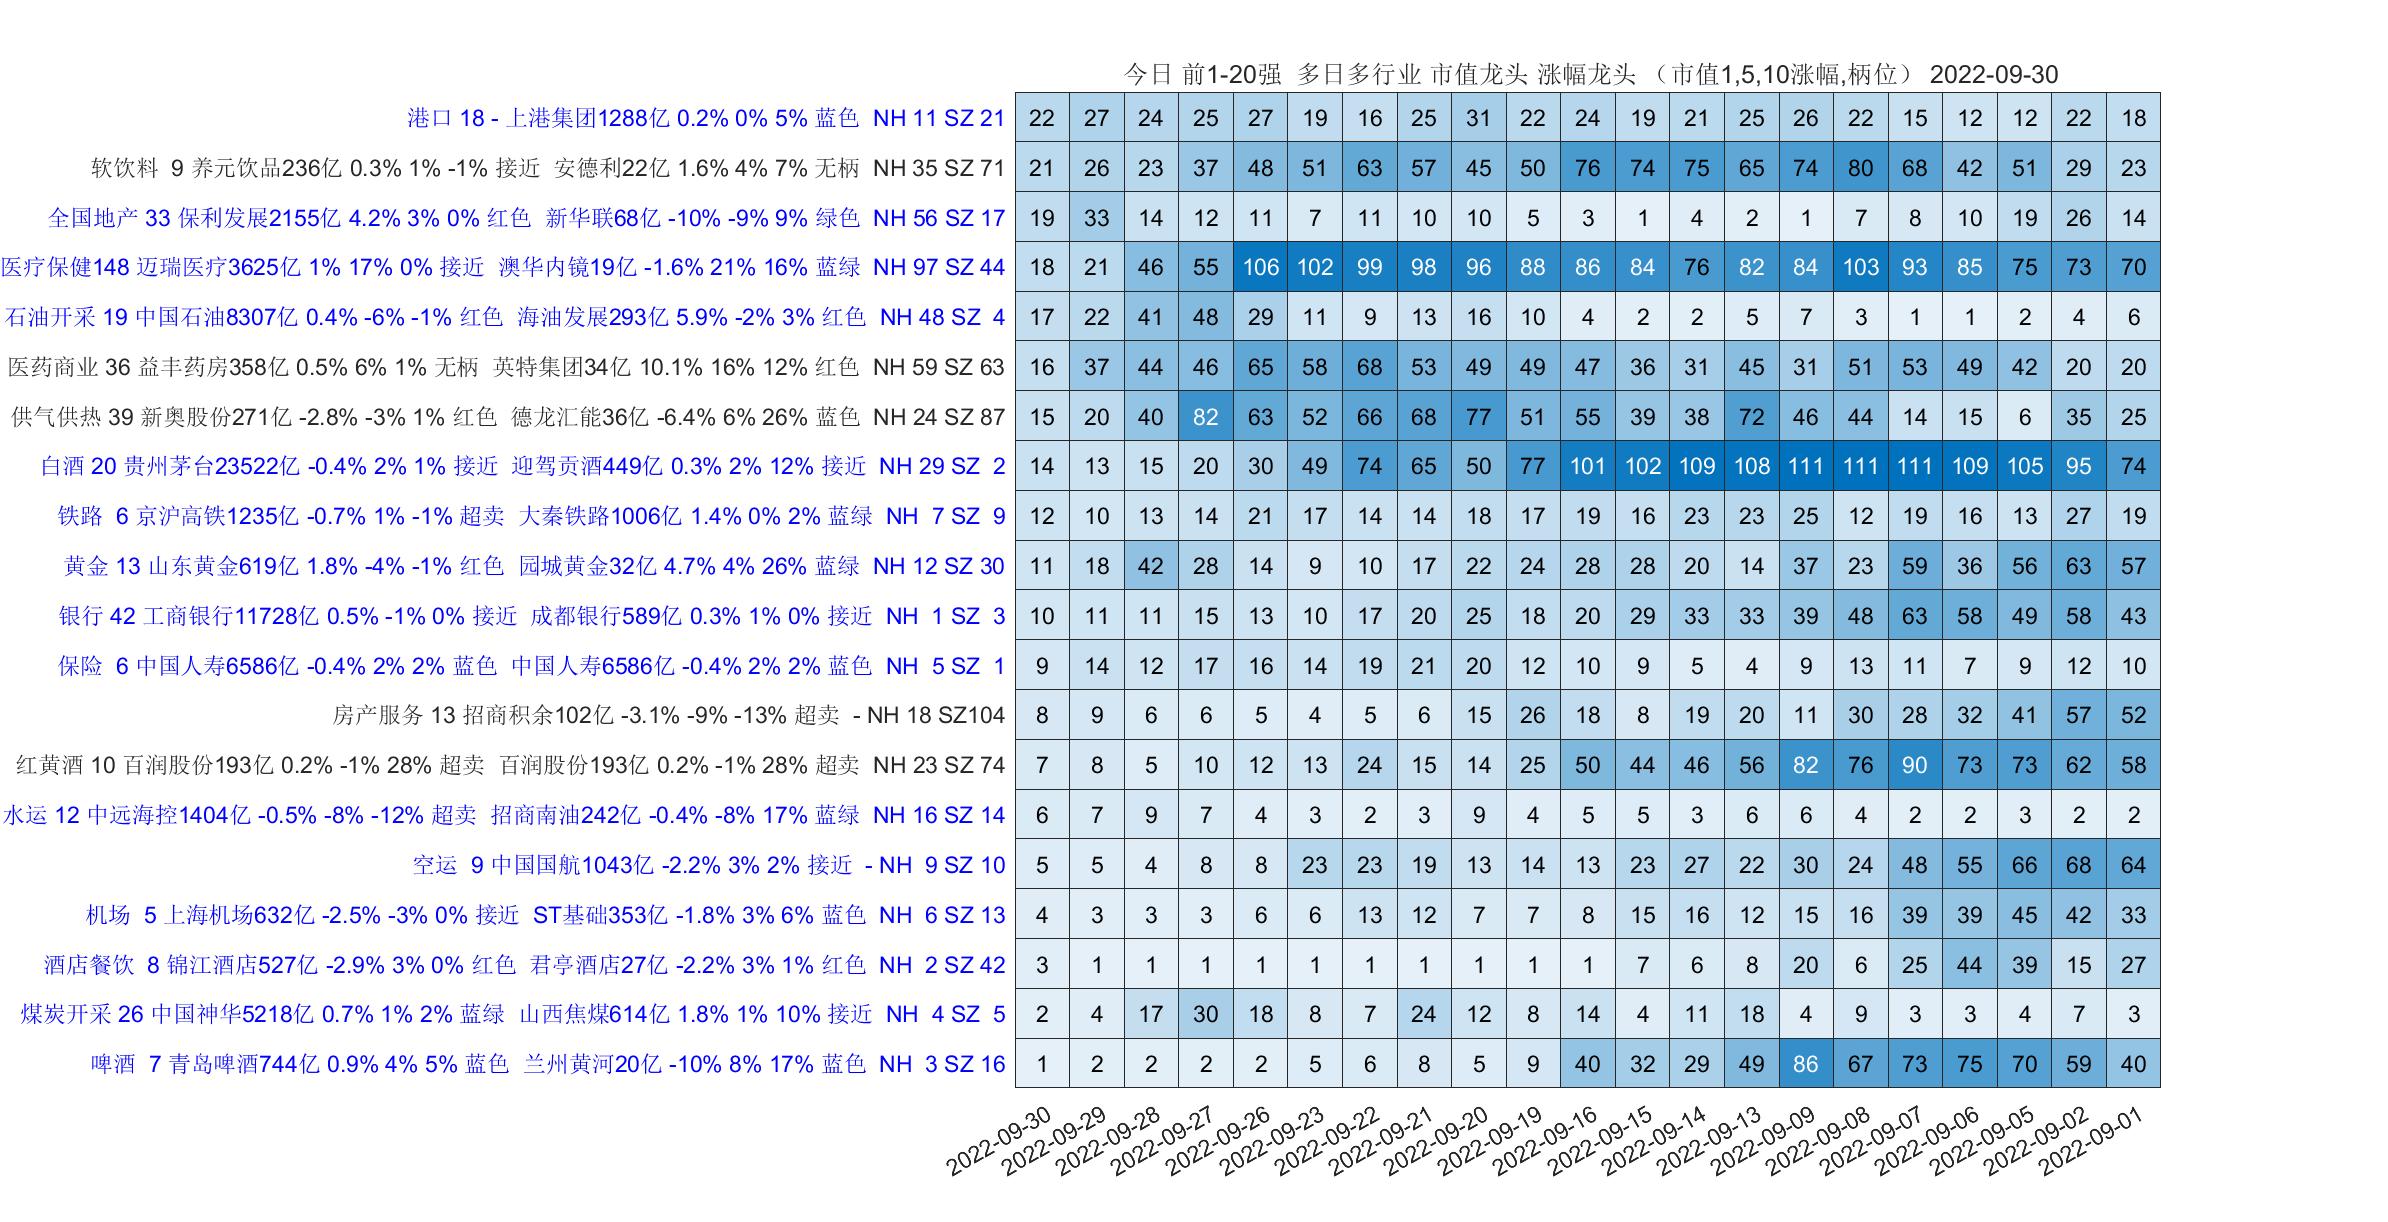 今日 前1-20强 多日多行业 市值龙头 涨幅龙头 （市值1,5,10涨幅,柄位） 2022-09-30
港口 18 - 上港集团1288亿 0.2% 0% 5% 蓝色 NH 11 SZ 21 22 27 24 25 27 19 16 25 31 22 24 19 21 25 26 22 15 12 12 22 18
软饮料 9 养元饮品236亿 0.3% 1% -1% 接近 安德利22亿 1.6% 4% 7% 无柄 NH 35 SZ 71 21 26 23 37 48 51 63 57 45 50 76 74 75 65 74 80 68 42 51 29 23
全国地产 33 保利发展2155亿 4.2% 3% 0% 红色 新华联68亿 -10% -9% 9% 绿色 NH 56 SZ 17 19 33 14 12 11 7 11 10 10 5 3 1 4 2 1 7 8 10 19 26 14
医疗保健148 迈瑞医疗3625亿 1% 17% 0% 接近 澳华内镜19亿 -1.6% 21% 16% 蓝绿 NH 97 SZ 44 18 21 46 55 106 102 99 98 96 88 86 84 76 82 84 103 93 85 75 73 70
石油开采 19 中国石油8307亿 0.4% -6% -1% 红色 海油发展293亿 5.9% -2% 3% 红色 NH 48 SZ 4 17 22 41 48 29 11 9 13 16 10 4 2 2 5 7 3 1 1 2 4 6
医药商业 36 益丰药房358亿 0.5% 6% 1% 无柄 英特集团34亿 10.1% 16% 12% 红色 NH 59 SZ 63 16 37 44 46 65 58 68 53 49 49 47 36 31 45 31 51 53 49 42 20 20
供气供热 39 新奥股份271亿 -2.8% -3% 1% 红色 德龙汇能36亿 -6.4% 6% 26% 蓝色 NH 24 SZ 87 15 20 40 82 63 52 66 68 77 51 55 39 38 72 46 44 14 15 6 35 25
白酒 20 贵州茅台23522亿 -0.4% 2% 1% 接近 迎驾贡酒449亿 0.3% 2% 12% 接近 NH 29 SZ 2 14 13 15 20 30 49 74 65 50 77 101 102 109 108 111 111 111 109 105 95 74
铁路 6 京沪高铁1235亿 -0.7% 1% -1% 超卖 大秦铁路1006亿 1.4% 0% 2% 蓝绿 NH 7 SZ 9 12 10 13 14 21 17 14 14 18 17 19 16 23 23 25 12 19 16 13 27 19
黄金 13 山东黄金619亿 1.8% -4% -1% 红色 园城黄金32亿 4.7% 4% 26% 蓝绿 NH 12 SZ 30 11 18 42 28 14 9 10 17 22 24 28 28 20 14 37 23 59 36 56 63 57
银行 42 工商银行11728亿 0.5% -1% 0% 接近 成都银行589亿 0.3% 1% 0% 接近 NH 1 SZ 3 10 11 11 15 13 10 17 20 25 18 20 29 33 33 39 48 63 58 49 58 43
保险 6 中国人寿6586亿 -0.4% 2% 2% 蓝色 中国人寿6586亿 -0.4% 2% 2% 蓝色 NH 5 SZ 1 9 14 12 17 16 14 19 21 20 12 10 9 5 4 9 13 11 7 9 12 10
房产服务 13 招商积余102亿 -3.1% -9% -13% 超卖 - NH 18 SZ104 8 9 6 6 5 4 5 6 15 26 18 8 19 20 11 30 28 32 41 57 52
红黄酒 10 百润股份193亿 0.2% -1% 28% 超卖 百润股份193亿 0.2% -1% 28% 超卖 NH 23 SZ 74 7 8 5 10 12 13 24 15 14 25 50 44 46 56 82 76 90 73 73 62 58
水运 12 中远海控1404亿 -0.5% -8% -12% 超卖 招商南油242亿 -0.4% -8% 17% 蓝绿 NH 16 SZ 14 6 7 9 7 4 3 2 3 9 4 5 5 3 6 6 4 2 2 3 2 2
空运 9 中国国航1043亿 -2.2% 3% 2% 接近 - NH 9 SZ 10 5 5 4 8 8 23 23 19 13 14 13 23 27 22 30 24 48 55 66 68 64
机场 5 上海机场632亿 -2.5% -3% 0% 接近 ST基础353亿 -1.8% 3% 6% 蓝色 NH 6 SZ 13 4 3 3 3 6 6 13 12 7 7 8 15 16 12 15 16 39 39 45 42 33
酒店餐饮 8 锦江酒店527亿 -2.9% 3% 0% 红色 君亭酒店27亿 -2.2% 3% 1% 红色 NH 2 SZ 42 3 1 1 1 1 1 1 1 1 1 1 7 6 8 20 6 25 44 39 15 27
煤炭开采 26 中国神华5218亿 0.7% 1% 2% 蓝绿 山西焦煤614亿 1.8% 1% 10% 接近 NH 4 SZ 5 2 4 17 30 18 8 7 24 12 8 14 4 11 18 4 9 3 3 4 7 3
啤酒 7 青岛啤酒744亿 0.9% 4% 5% 蓝色 兰州黄河20亿 -10% 8% 17% 蓝色 NH 3 SZ 16 1 2 2 2 2 5 6 8 5 9 40 32 29 49 86 67 73 75 70 59 40
2022-09-30 2022-09-29 2022-09-28 2022-09-27 2022-09-26 2022-09-23 2022-09-22 2022-09-21 2022-09-20 2022-09-19 2022-09-16 2022-09-15 2022-09-14 2022-09-13 2022-09-09 2022-09-08 2022-09-07 2022-09-06 2022-09-05 2022-09-02 2022-09-01